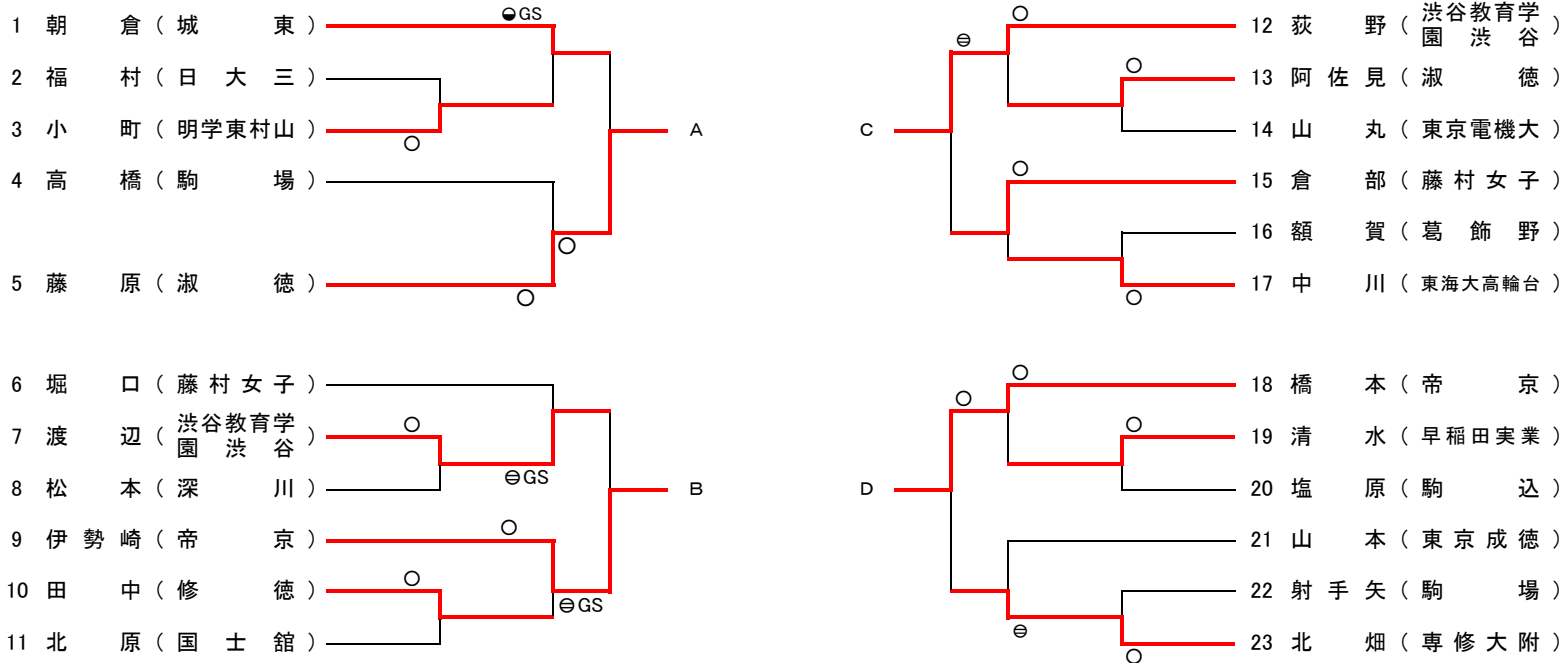 1 朝倉(城東)
2 福村(日大三)
3 小町(明学東村山)
4 高橋(駒場)
5 藤原(淑徳)
GS
A
6 堀口(藤村女子)
7 渡辺(渋谷教育学園渋谷)
8 松本(深川)
9 伊勢崎(帝京)
10 田中(修徳)
11 北原(国士舘)
GS
GS
B
C
12 荻野(渋谷教育学園渋谷)
13 阿佐見(淑徳)
14 山丸(東京電機大)
15 倉部(藤村女子)
16 額賀(葛飾野)
17 中川(東海大高輪台)
D
18 橋本(帝京)
19 清水(早稲田実業)
20 塩原(駒込)
21 山本(東京成徳)
22 射手矢(駒場)
23 北畑(専修大附)